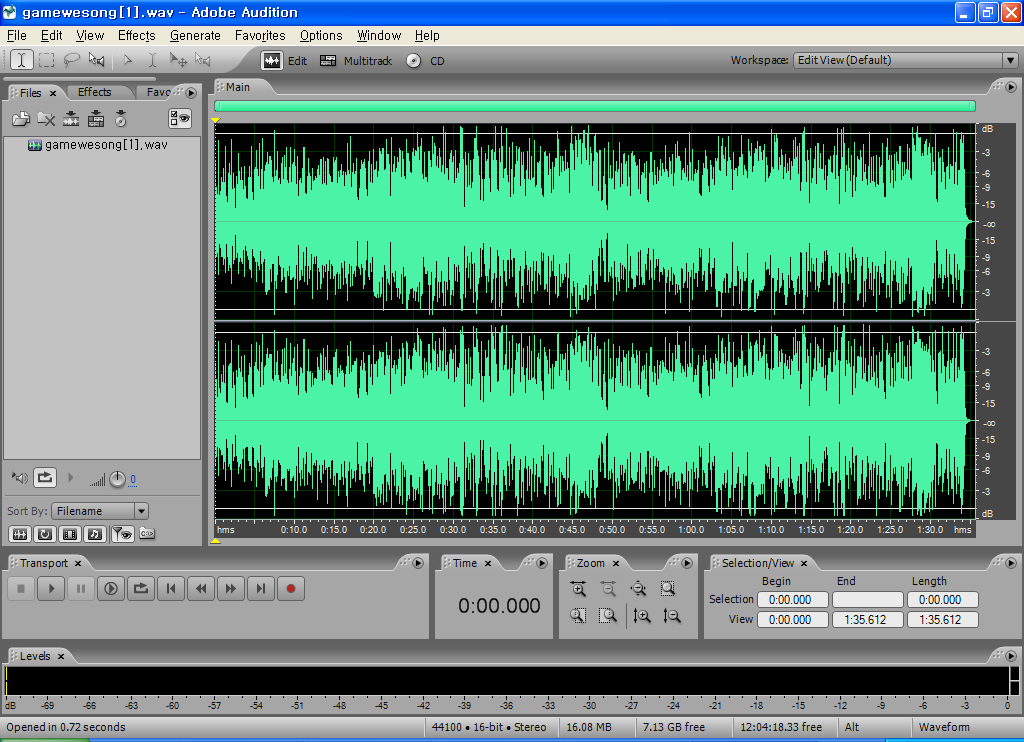 gamewesong[1].wav - Adobe Audition
File Edit View Effects Generate Favorites Options Window Help
Edit Multitrack CD Workspace: Edit View (Default)
Files Effects Favo
Main
gamewesong[1].wav
dB
-3
-6
-9
-15
-∞
-15
-9
-6
-3
-3
-6
-9
-15
-∞
-15
-9
-6
-3
dB
hms 0:10.0 0:15.0 0:20.0 0:25.0 0:30.0 0:35.0 0:40.0 0:45.0 0:50.0 0:55.0 1:00.0 1:05.0 1:10.0 1:15.0 1:20.0 1:25.0 1:30.0 hms
0
Sort By: Filename
Transport
Time
0:00.000
Zoom
Selection/View
Begin End Length
Selection 0:00.000 0:00.000
View 0:00.000 1:35.612 1:35.612
Levels
dB -69 -66 -63 -60 -57 -54 -51 -48 -45 -42 -39 -36 -33 -30 -27 -24 -21 -18 -15 -12 -9 -6 -3 0
Opened in 0.72 seconds 44100 • 16-bit • Stereo 16.08 MB 7.13 GB free 12:04:18.33 free Alt Waveform